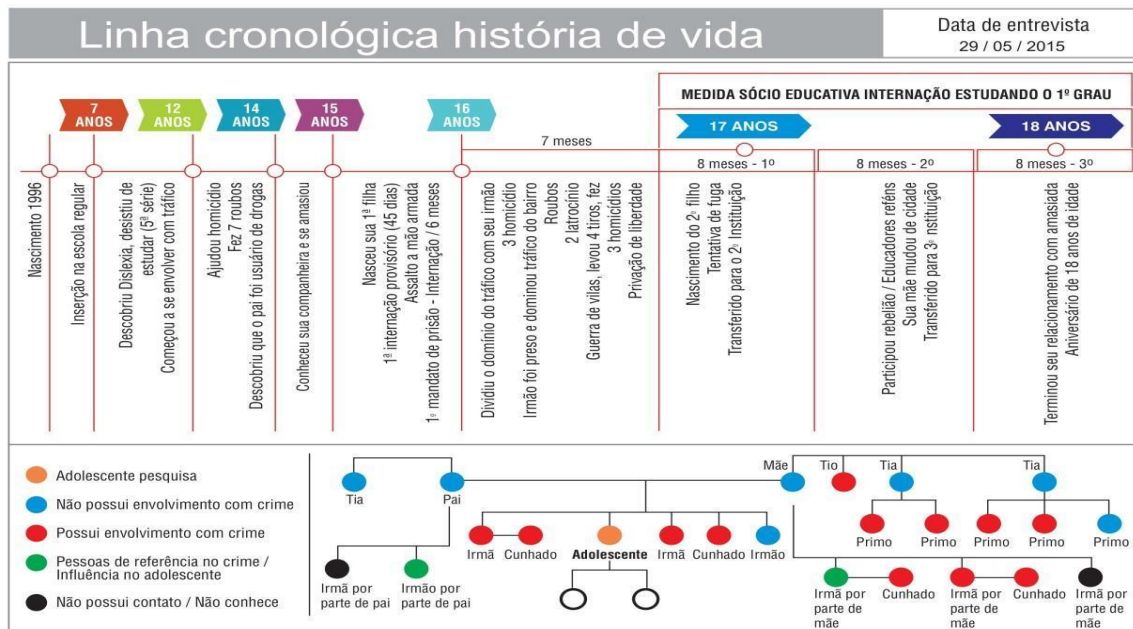 Linha cronológica história de vida
Data de entrevista
29 / 05 / 2015
7
ANOS
12
ANOS
14
ANOS
15
ANOS
16
ANOS
MEDIDA SÓCIO EDUCATIVA INTERNAÇÃO ESTUDANDO O 1º GRAU
17 ANOS
18 ANOS
7 meses
8 meses - 1º
8 meses - 2º
8 meses - 3º
Nascimento 1996
Inserção na escola regular
Descobriu Dislexia, desistiu de
estudar (5ª série)
Começou a se envolver com tráfico
Ajudou homicídio
Fez 7 roubos
Descobriu que o pai foi usuário de drogas
Conheceu sua companheira e se amasiou
Nasceu sua 1ª filha
1ª internação provisório (45 dias)
Assalto a mão armada
1º mandato de prisão - Internação / 6 meses
Dividiu o domínio do tráfico com seu irmão
3 homicídio
Irmão foi preso e dominou tráfico do bairro
Roubos
2 latrocínio
Guerra de vilas, levou 4 tiros, fez
3 homicídios
Privação de liberdade
Nascimento do 2º filho
Tentativa de fuga
Transferido para o 2º Instituição
Participou rebelião / Educadores reféns
Sua mãe mudou de cidade
Transferido para 3º nstituição
Terminou seu relacionamento com amasiada
Aniversário de 18 anos de idade
Adolescente pesquisa
Não possui envolvimento com crime
Possui envolvimento com crime
Pessoas de referência no crime /
Influência no adolescente
Não possui contato / Não conhece
Tia
Pai
Mãe
Tio
Tia
Tia
Irmã
Cunhado
Adolescente
Irmã
Cunhado
Irmão
Primo
Primo
Primo
Primo
Primo
Irmã por
parte de pai
Irmão por
parte de pai
Irmã por
parte de
mãe
Cunhado
Irmã por
parte de
mãe
Cunhado
Irmã por
parte de
mãe